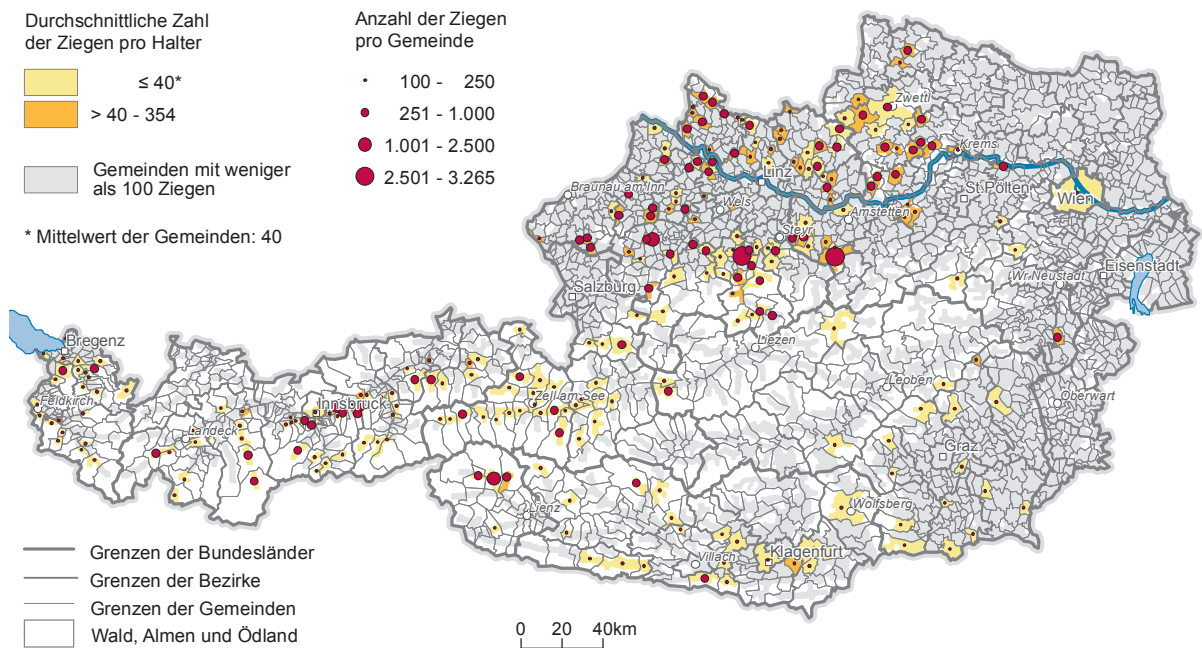 Durchschnittliche Zahl
der Ziegen pro Halter
≤ 40*
> 40 - 354
Gemeinden mit weniger
als 100 Ziegen
* Mittelwert der Gemeinden: 40
Anzahl der Ziegen
pro Gemeinde
100 - 250
251 - 1.000
1.001 - 2.500
2.501 - 3.265
Zwettl
Krems
Linz
Braunau am Inn
St.Pölten
Wien
Wels
Amstetten
Steyr
Eisenstadt
Wr.Neustadt
Salzburg
Bregenz
Liezen
Leoben
Feldkirch
Innsbruck
Zell am See
Oberwart
Landeck
Graz
Lienz
Wolfsberg
Villach
Klagenfurt
Grenzen der Bundesländer
Grenzen der Bezirke
Grenzen der Gemeinden
Wald, Almen und Ödland
0 20 40km